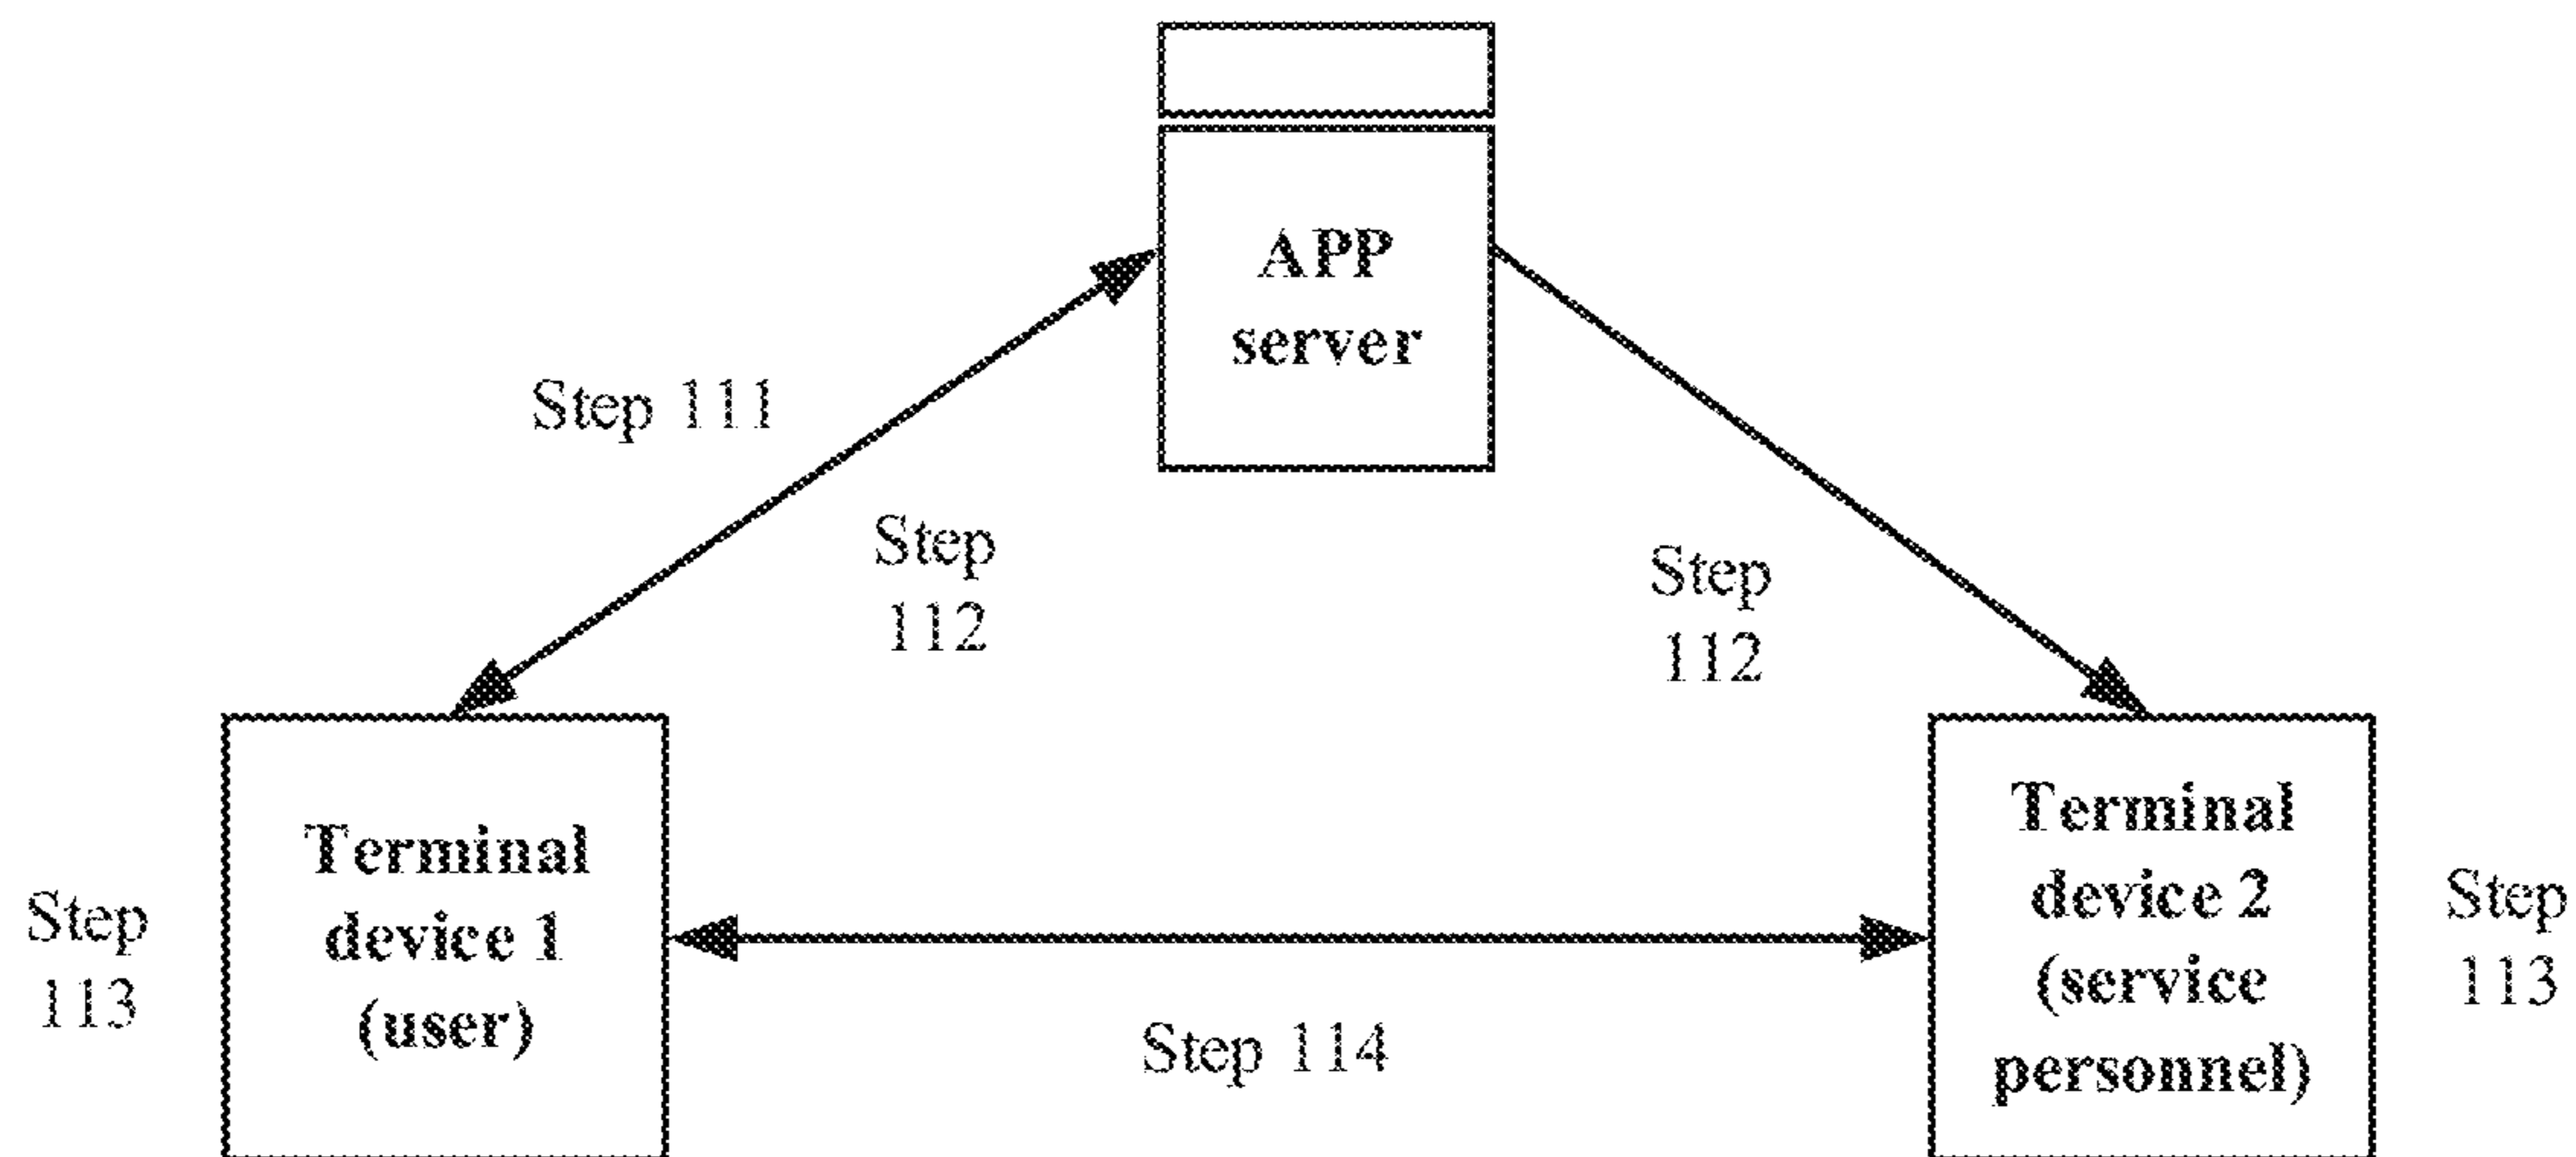 APP
server
Step 111
Step
112
Step
112
Terminal
device 1
(user)
Terminal
device 2
(service
personnel)
Step
113
Step
113
Step 114